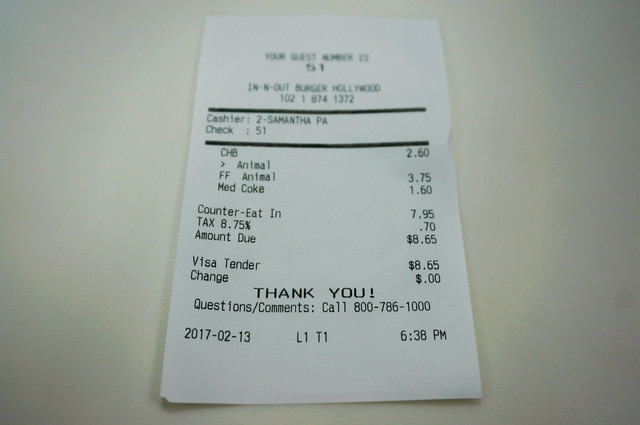 YOUR GUEST NUMBER IS
51
IN-N-OUT BURGER HOLLYWOOD
102 1 874 1372
Cashier: 2-SAMANTHA PA
Check : 51
CHB 2.60
> Animal
FF Animal 3.75
Med Coke 1.60
Counter-Eat In 7.95
TAX 8.75% .70
Amount Due $8.65
Visa Tender $8.65
Change $.00
THANK YOU!
Questions/Comments: Call 800-786-1000
2017-02-13 L1 T1 6:38 PM